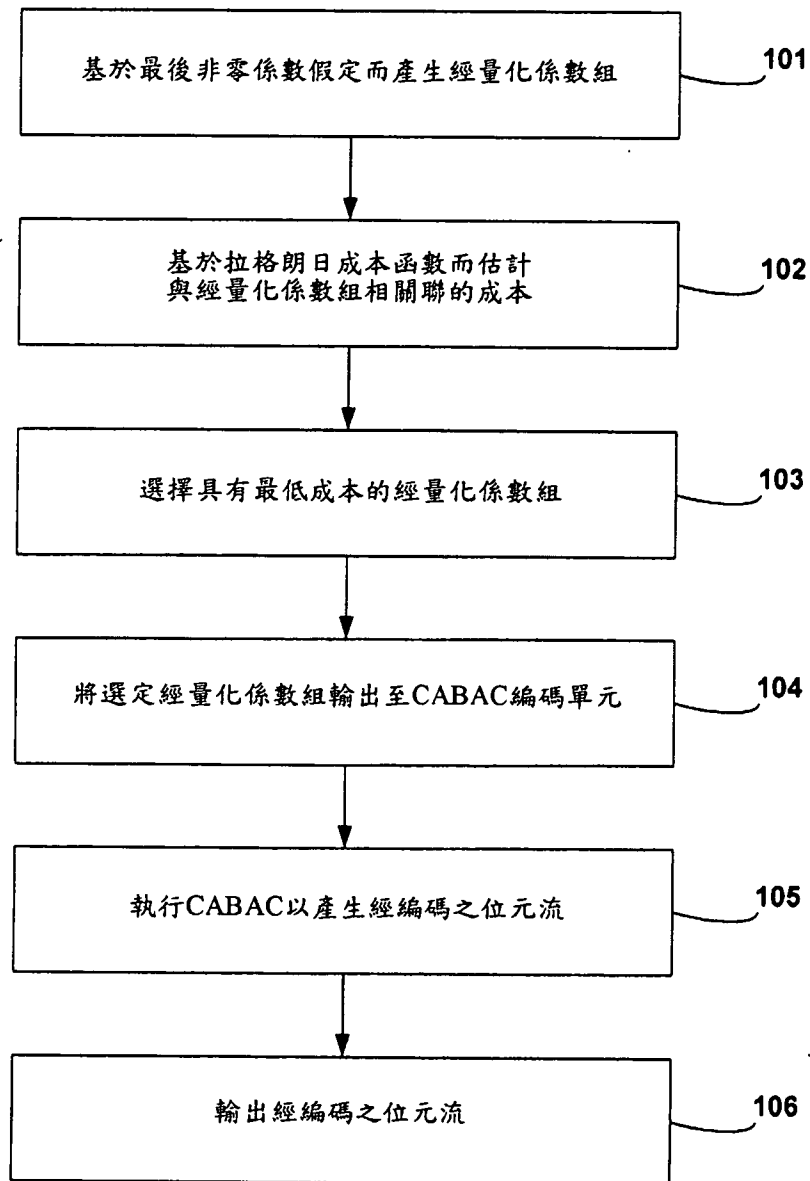 基於最後非零係數假定而產生經量化係數組
101
基於拉格朗日成本函數而估計
與經量化係數組相關聯的成本
102
選擇具有最低成本的經量化係數組
103
將選定經量化係數組輸出至CABAC編碼單元
104
執行CABAC以產生經編碼之位元流
105
輸出經編碼之位元流
106